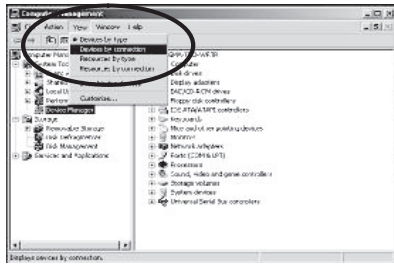 Computer Management
Action View Window Help
Devices by type
Devices by connection
Resources by type
Resources by connection
Customize...
Device Manager
Storage
Removable Storage
Disk Defragmenter
Disk Management
Services and Applications
Computer
Disk drives
Display adapters
DVD/CD-ROM drives
Floppy disk controllers
IDE ATA/ATAPI controllers
Keyboards
Mice and other pointing devices
Monitors
Network adapters
Ports (COM & LPT)
Processors
Sound, video and game controllers
Storage volumes
System devices
Universal Serial Bus controllers
Displays devices by connection.